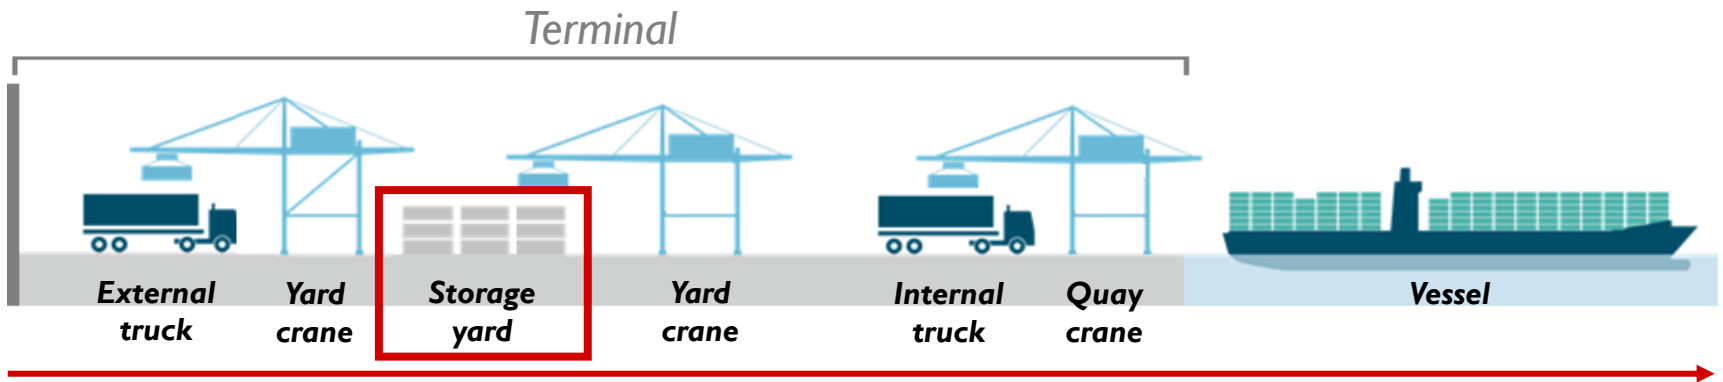 Terminal
External truck
Yard crane
Storage yard
Yard crane
Internal truck
Quay crane
Vessel